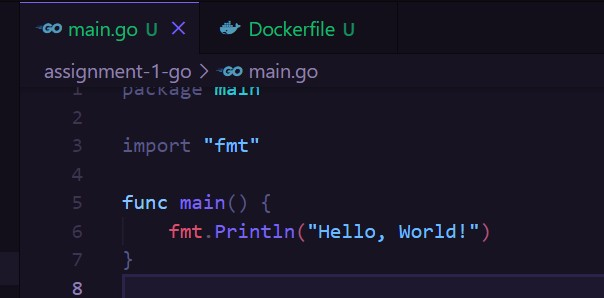 main.go U X Dockerfile U
assignment-1-go > main.go
1 package main
2
3 import "fmt"
4
5 func main() {
6 fmt.Println("Hello, World!")
7 }
8